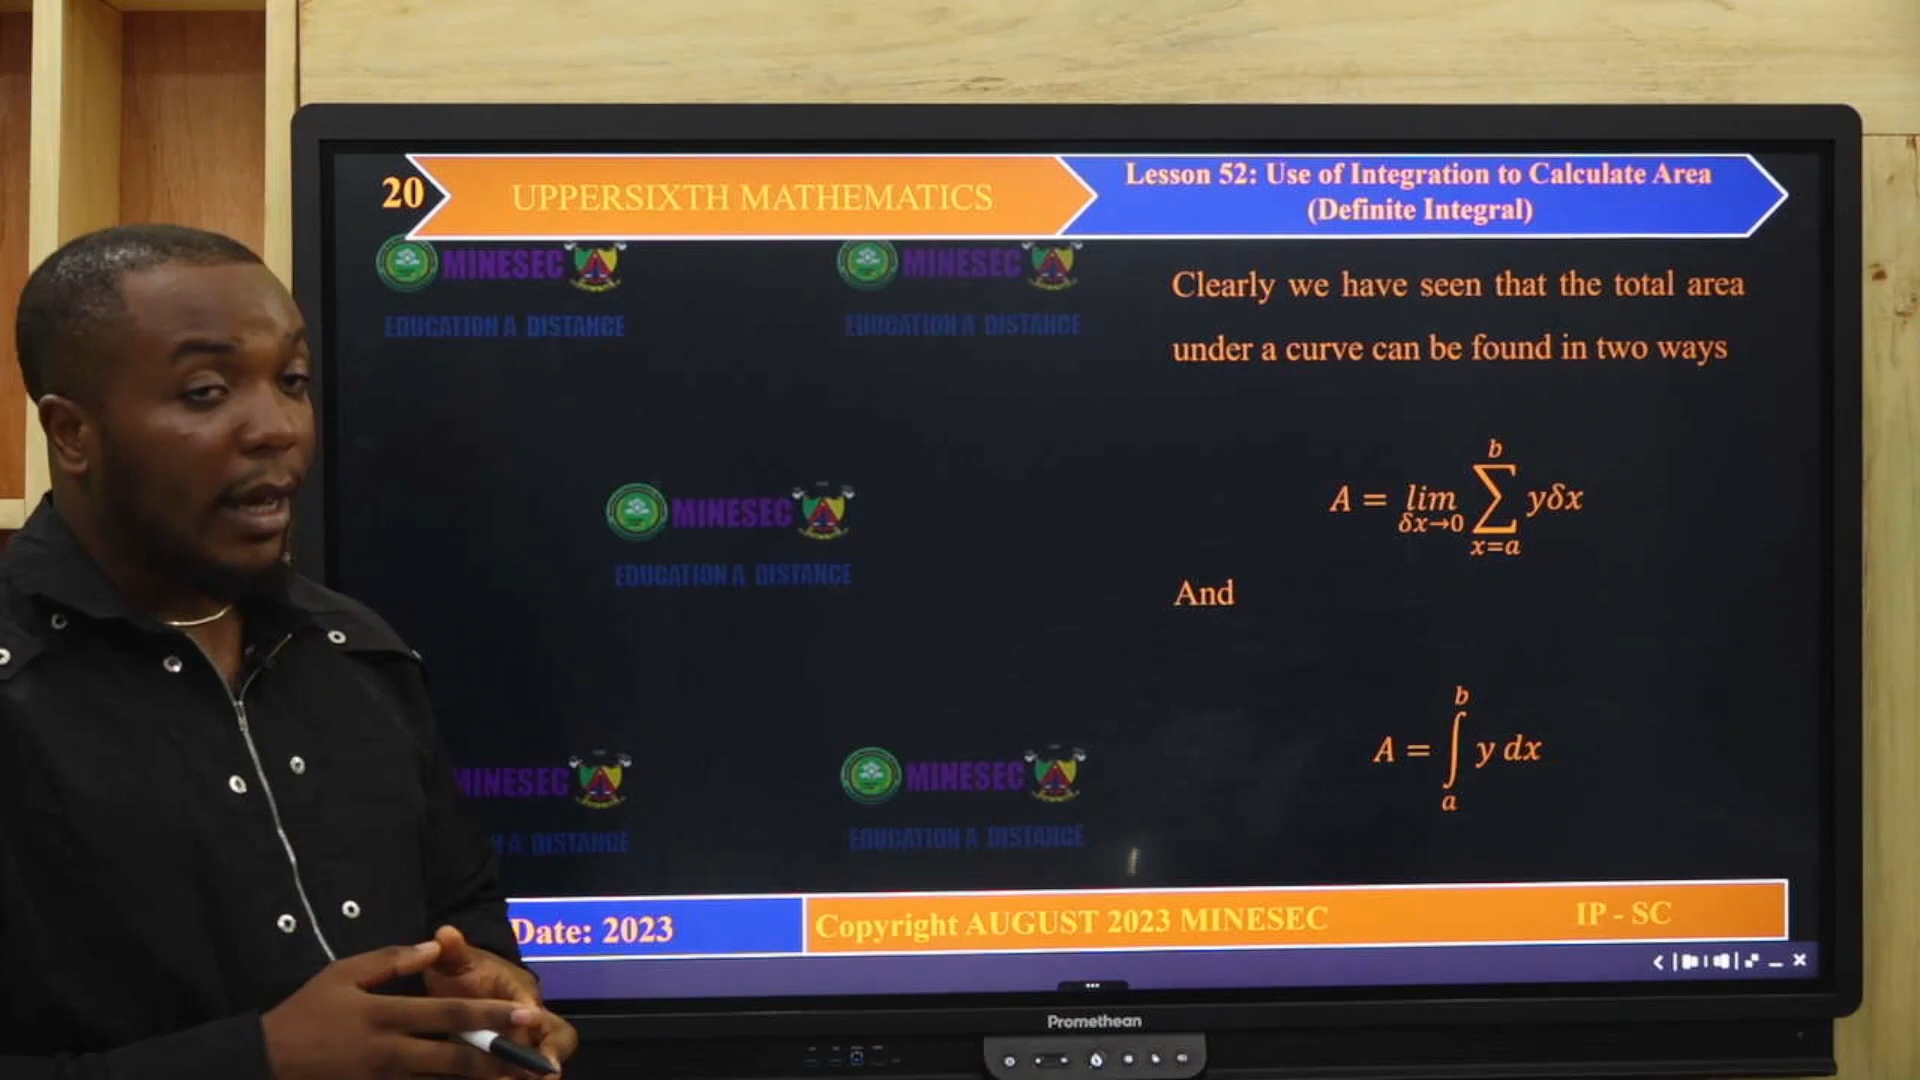 20
UPPERSIXTH MATHEMATICS
Lesson 52: Use of Integration to Calculate Area
(Definite Integral)
MINESEC
EDUCATION A DISTANCE
MINESEC
EDUCATION A DISTANCE
Clearly we have seen that the total area
under a curve can be found in two ways
A = lim δx→0 ∑ b x=a yδx
MINESEC
EDUCATION A DISTANCE
And
A = ∫ b a y dx
MINESEC
A DISTANCE
MINESEC
EDUCATION A DISTANCE
Date: 2023
Copyright AUGUST 2023 MINESEC
IP - SC
Promethean